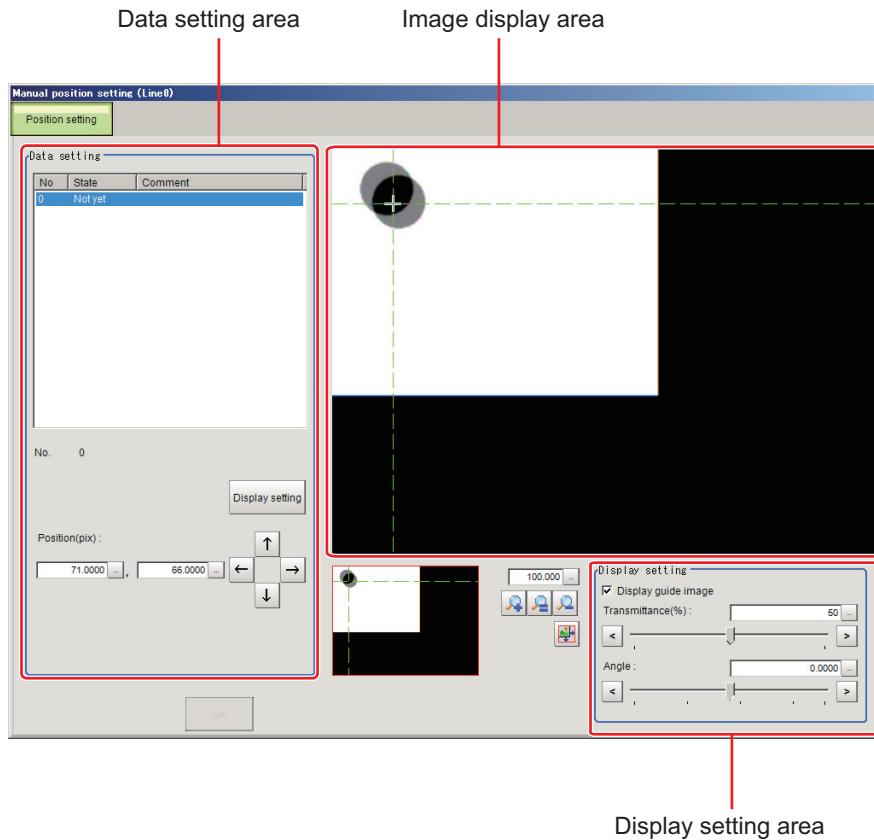 Data setting area
Image display area
Manual position setting (Line0)
Position setting
Data setting
No State Comment
0 Not yet
No. 0
Display setting
Position(pix) :
71.0000 ... , 66.0000 ...
↑
← →
↓
OK
100.000 ...
Display setting
Display guide image
Transmittance(%) : 50 ...
< >
Angle : 0.0000 ...
< >
Display setting area